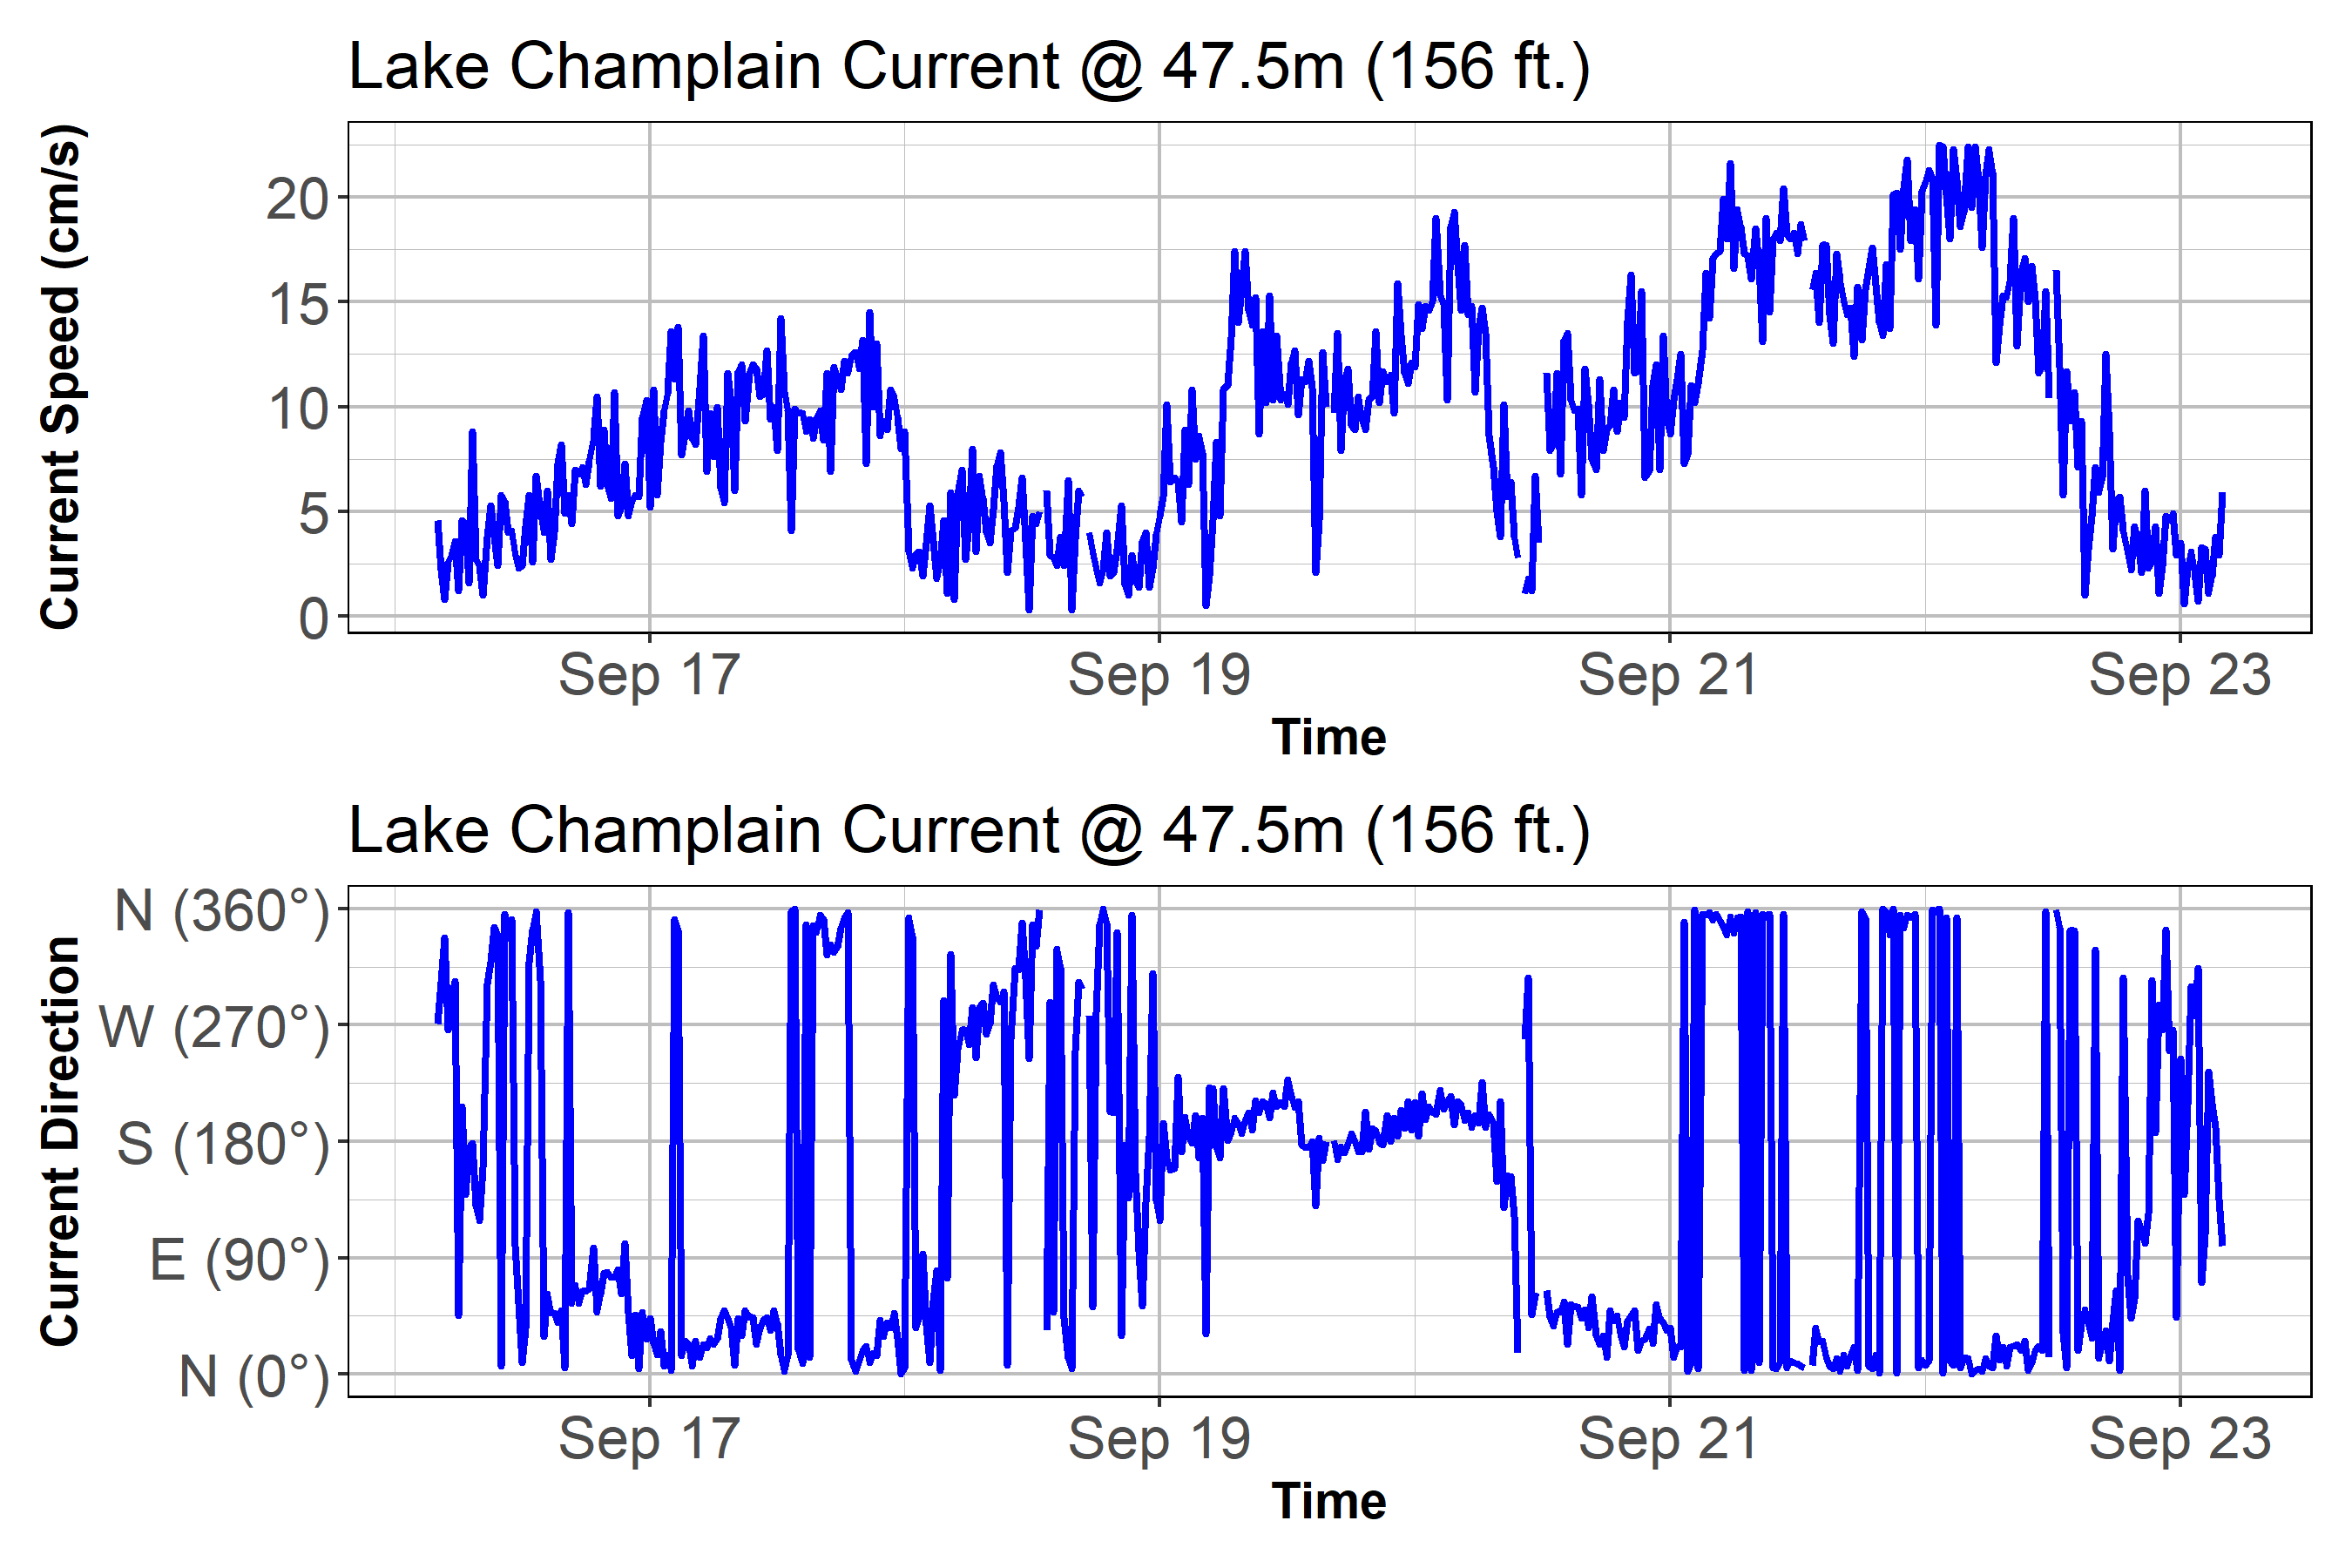 Lake Champlain Current @ 47.5m (156 ft.)
Current Speed (cm/s)
20
15
10
5
0
Sep 17 Sep 19 Sep 21 Sep 23
Time
Lake Champlain Current @ 47.5m (156 ft.)
Current Direction
N (360°)
W (270°)
S (180°)
E (90°)
N (0°)
Sep 17 Sep 19 Sep 21 Sep 23
Time